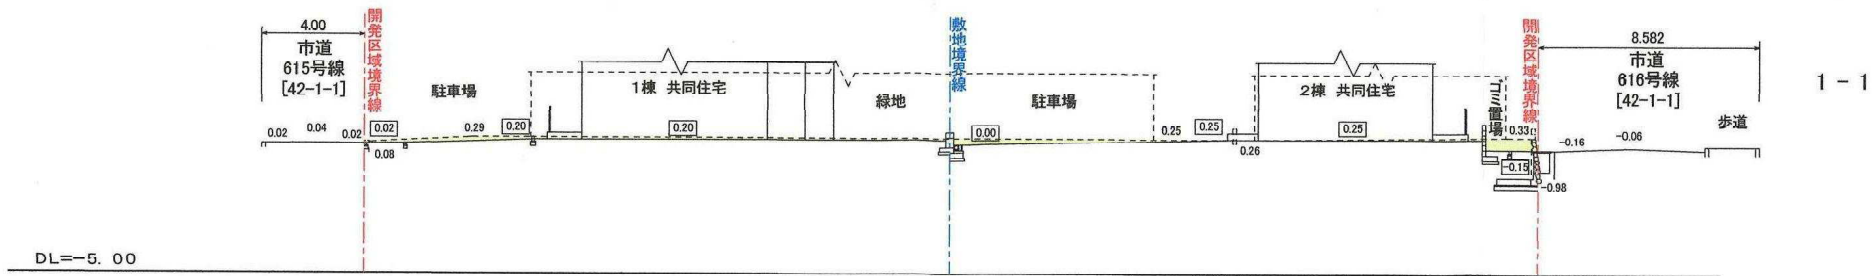 4.00
市道
615号線
[42-1-1]
開発区域境界線
駐車場
1棟 共同住宅
緑地
敷地境界線
駐車場
2棟 共同住宅
ゴミ置場
開発区域境界線
8.582
市道
616号線
[42-1-1]
歩道
1-1
0.02
0.04
0.02
0.02
0.08
0.29
0.20
0.20
0.00
0.25
0.25
0.26
0.25
0.33
-0.15
-0.98
-0.16
-0.06
DL=-5.00